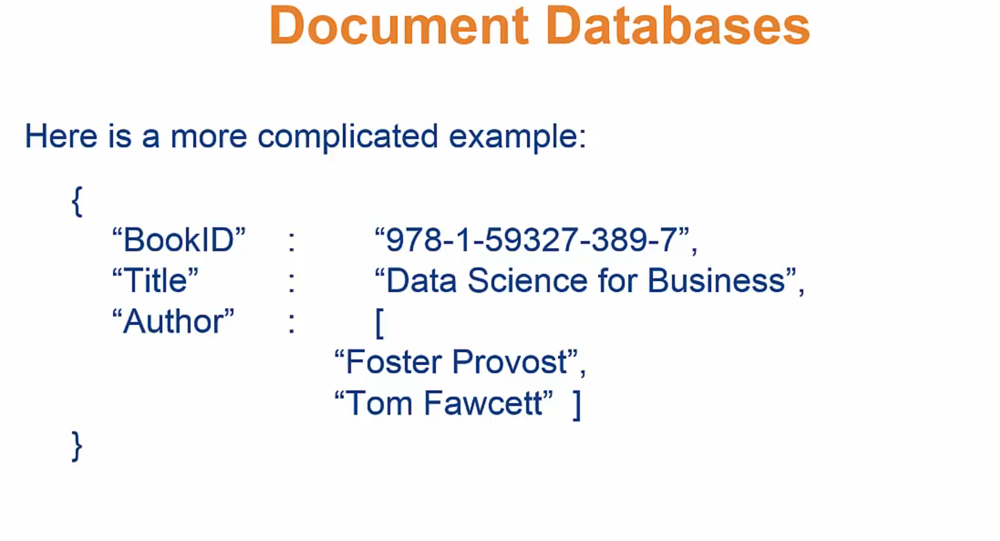 Document Databases
Here is a more complicated example:
{
“BookID” : “978-1-59327-389-7”,
“Title” : “Data Science for Business”,
“Author” : [
“Foster Provost”,
“Tom Fawcett” ]
}